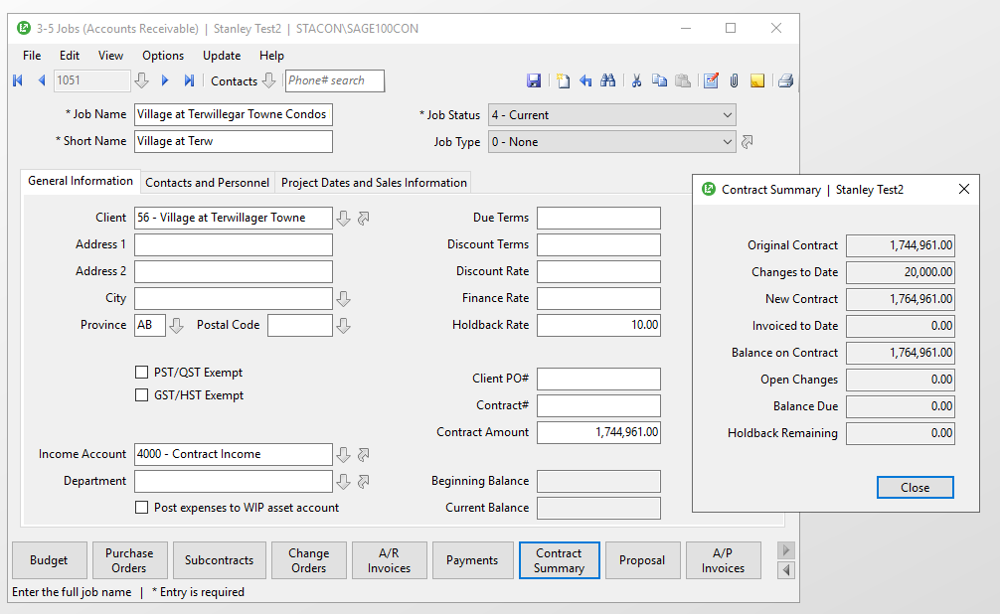 3-5 Jobs (Accounts Receivable) | Stanley Test2 | STACON\SAGE100CON
File Edit View Options Update Help
1051 Contacts Phone# search
* Job Name Village at Terwillegar Towne Condos
* Short Name Village at Terw
* Job Status 4 - Current
Job Type 0 - None
General Information Contacts and Personnel Project Dates and Sales Information
Client 56 - Village at Terwillager Towne
Address 1
Address 2
City
Province AB Postal Code
PST/QST Exempt
GST/HST Exempt
Income Account 4000 - Contract Income
Department
Post expenses to WIP asset account
Due Terms
Discount Terms
Discount Rate
Finance Rate
Holdback Rate 10.00
Client PO#
Contract#
Contract Amount 1,744,961.00
Beginning Balance
Current Balance
Contract Summary | Stanley Test2
Original Contract 1,744,961.00
Changes to Date 20,000.00
New Contract 1,764,961.00
Invoiced to Date 0.00
Balance on Contract 1,764,961.00
Open Changes 0.00
Balance Due 0.00
Holdback Remaining 0.00
Close
Budget
Purchase
Orders
Subcontracts
Change
Orders
A/R
Invoices
Payments
Contract
Summary
Proposal
A/P
Invoices
Enter the full job name | * Entry is required